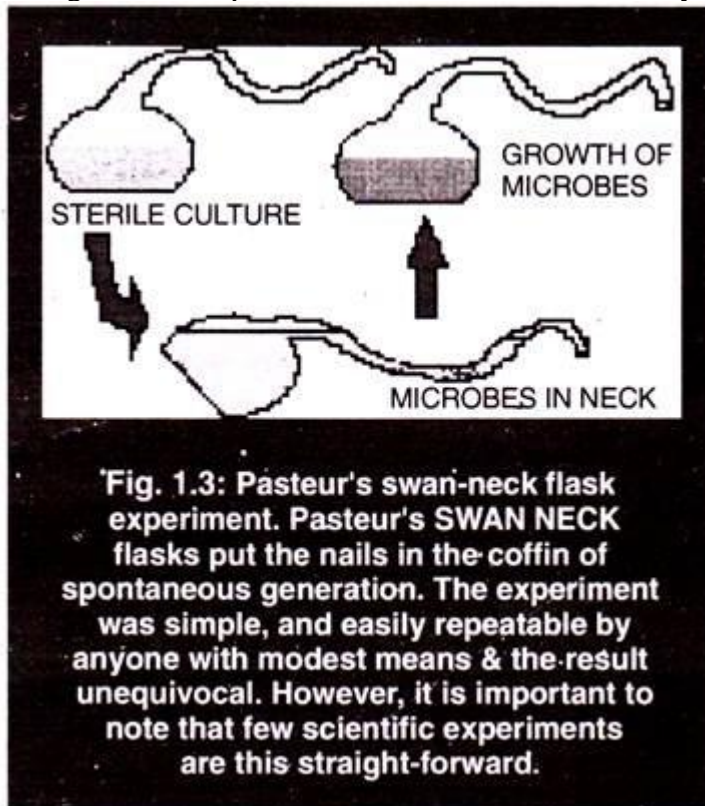 STERILE CULTURE
GROWTH OF
MICROBES
MICROBES IN NECK
Fig. 1.3: Pasteur's swan-neck flask
experiment. Pasteur's SWAN NECK
flasks put the nails in the coffin of
spontaneous generation. The experiment
was simple, and easily repeatable by
anyone with modest means & the result
unequivocal. However, it is important to
note that few scientific experiments
are this straight-forward.